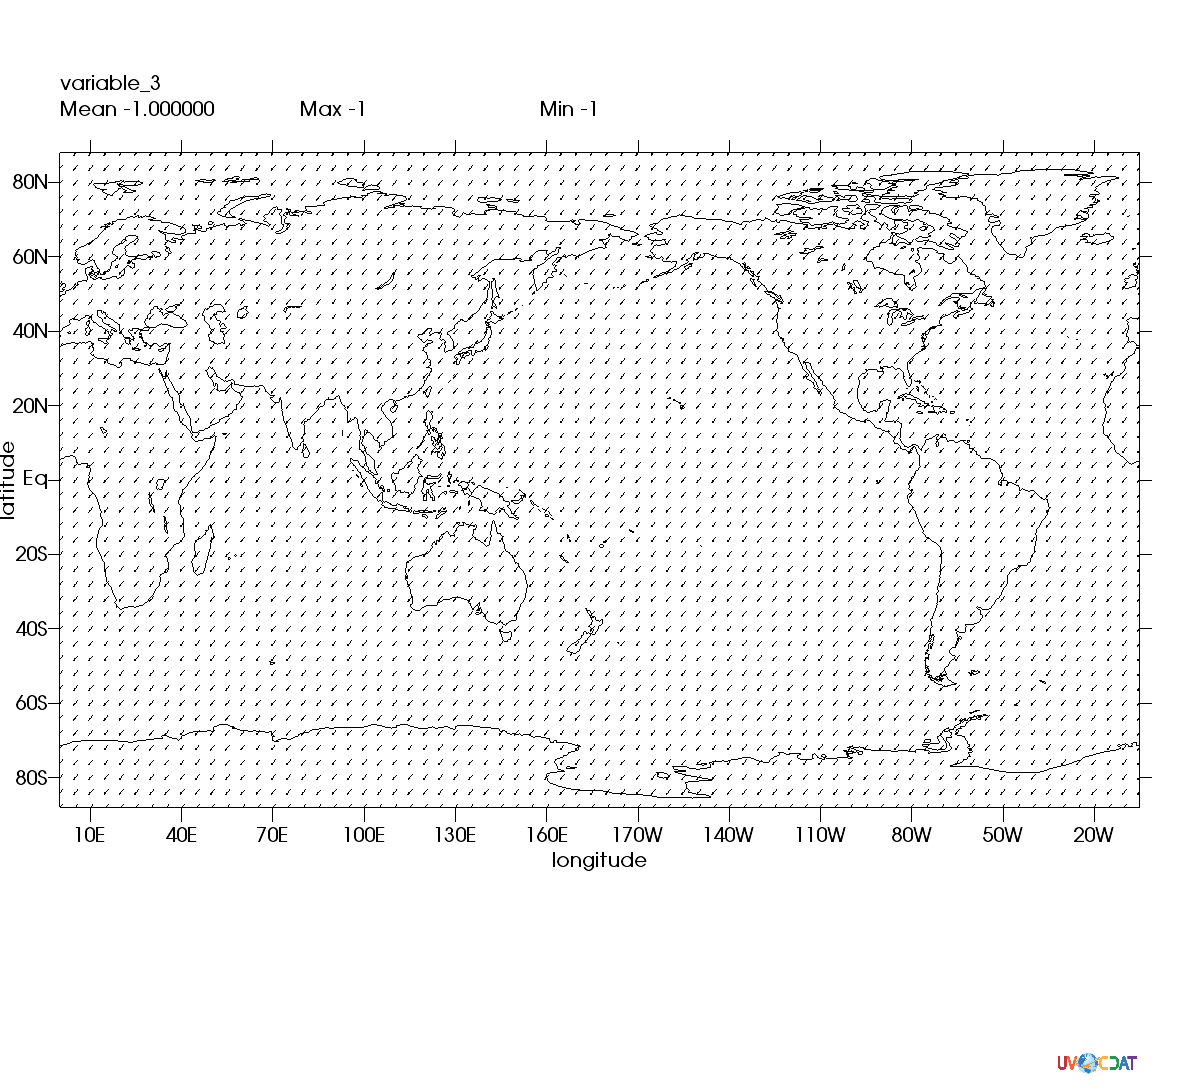 variable_3
Mean -1.000000 Max -1 Min -1
80N
60N
40N
20N
Eq
20S
40S
60S
80S
latitude
10E 40E 70E 100E 130E 160E 170W 140W 110W 80W 50W 20W
longitude
UV CDAT